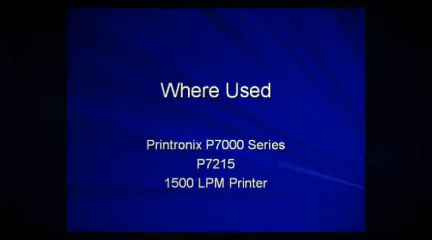 Where Used
Printronix P7000 Series
P7215
1500 LPM Printer